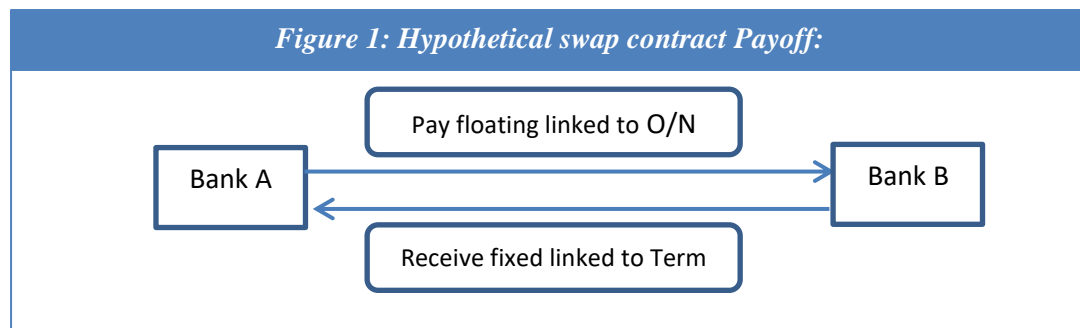 Figure 1: Hypothetical swap contract Payoff:
Pay floating linked to O/N
Bank A
Bank B
Receive fixed linked to Term